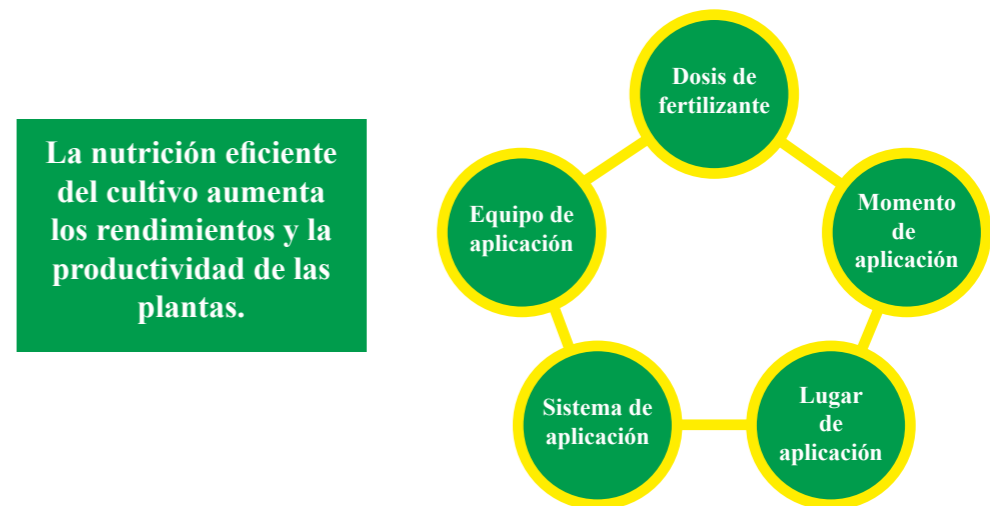 La nutrición eficiente
del cultivo aumenta
los rendimientos y la
productividad de las
plantas.
Dosis de
fertilizante
Momento
de
aplicación
Lugar
de
aplicación
Sistema de
aplicación
Equipo de
aplicación